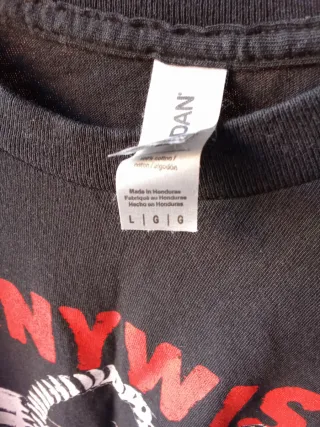 DAN
Made in Honduras
Fabriqué au Honduras
Hecho en Honduras
L | G | G
NYWIS